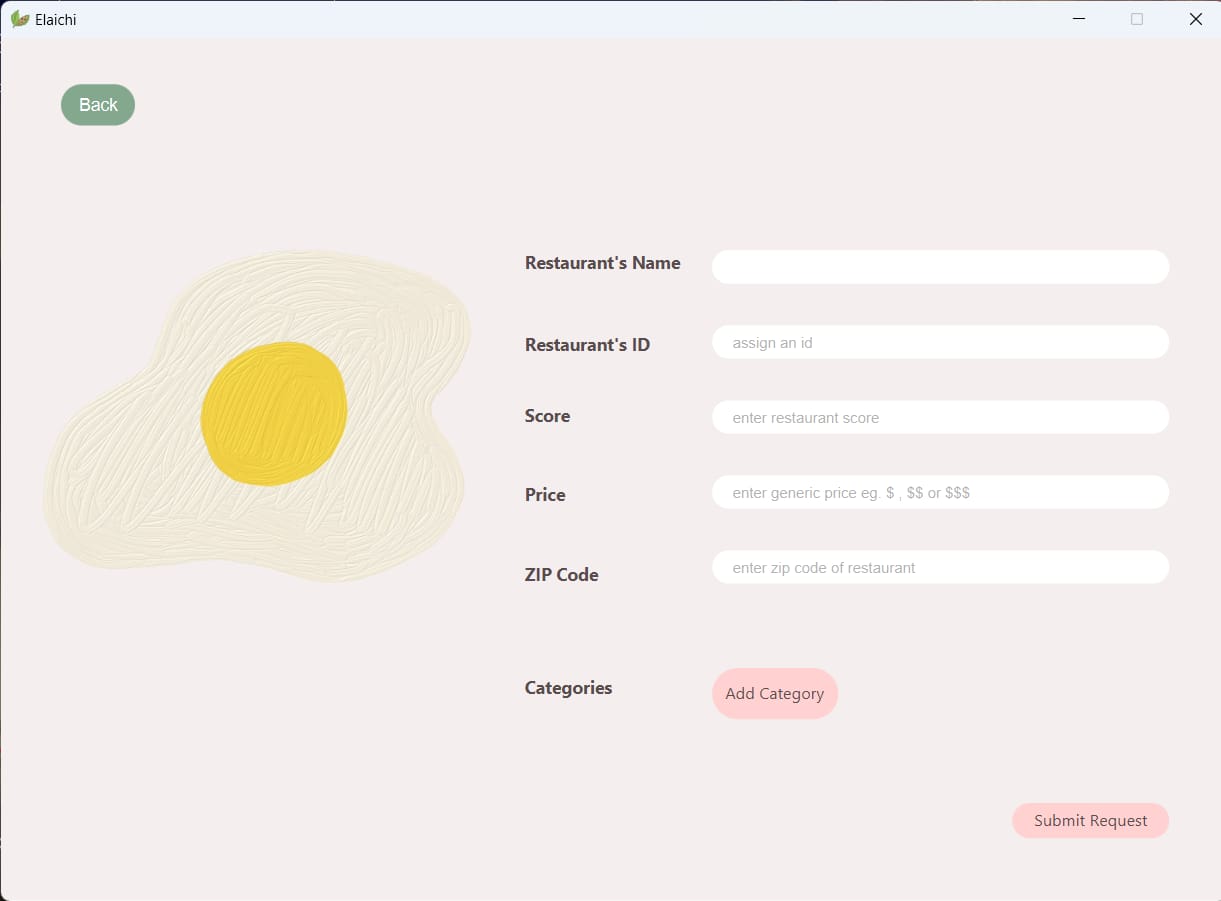 Elaichi
Back
Restaurant's Name
Restaurant's ID
assign an id
Score
enter restaurant score
Price
enter generic price eg. $ , $$ or $$$
ZIP Code
enter zip code of restaurant
Categories
Add Category
Submit Request